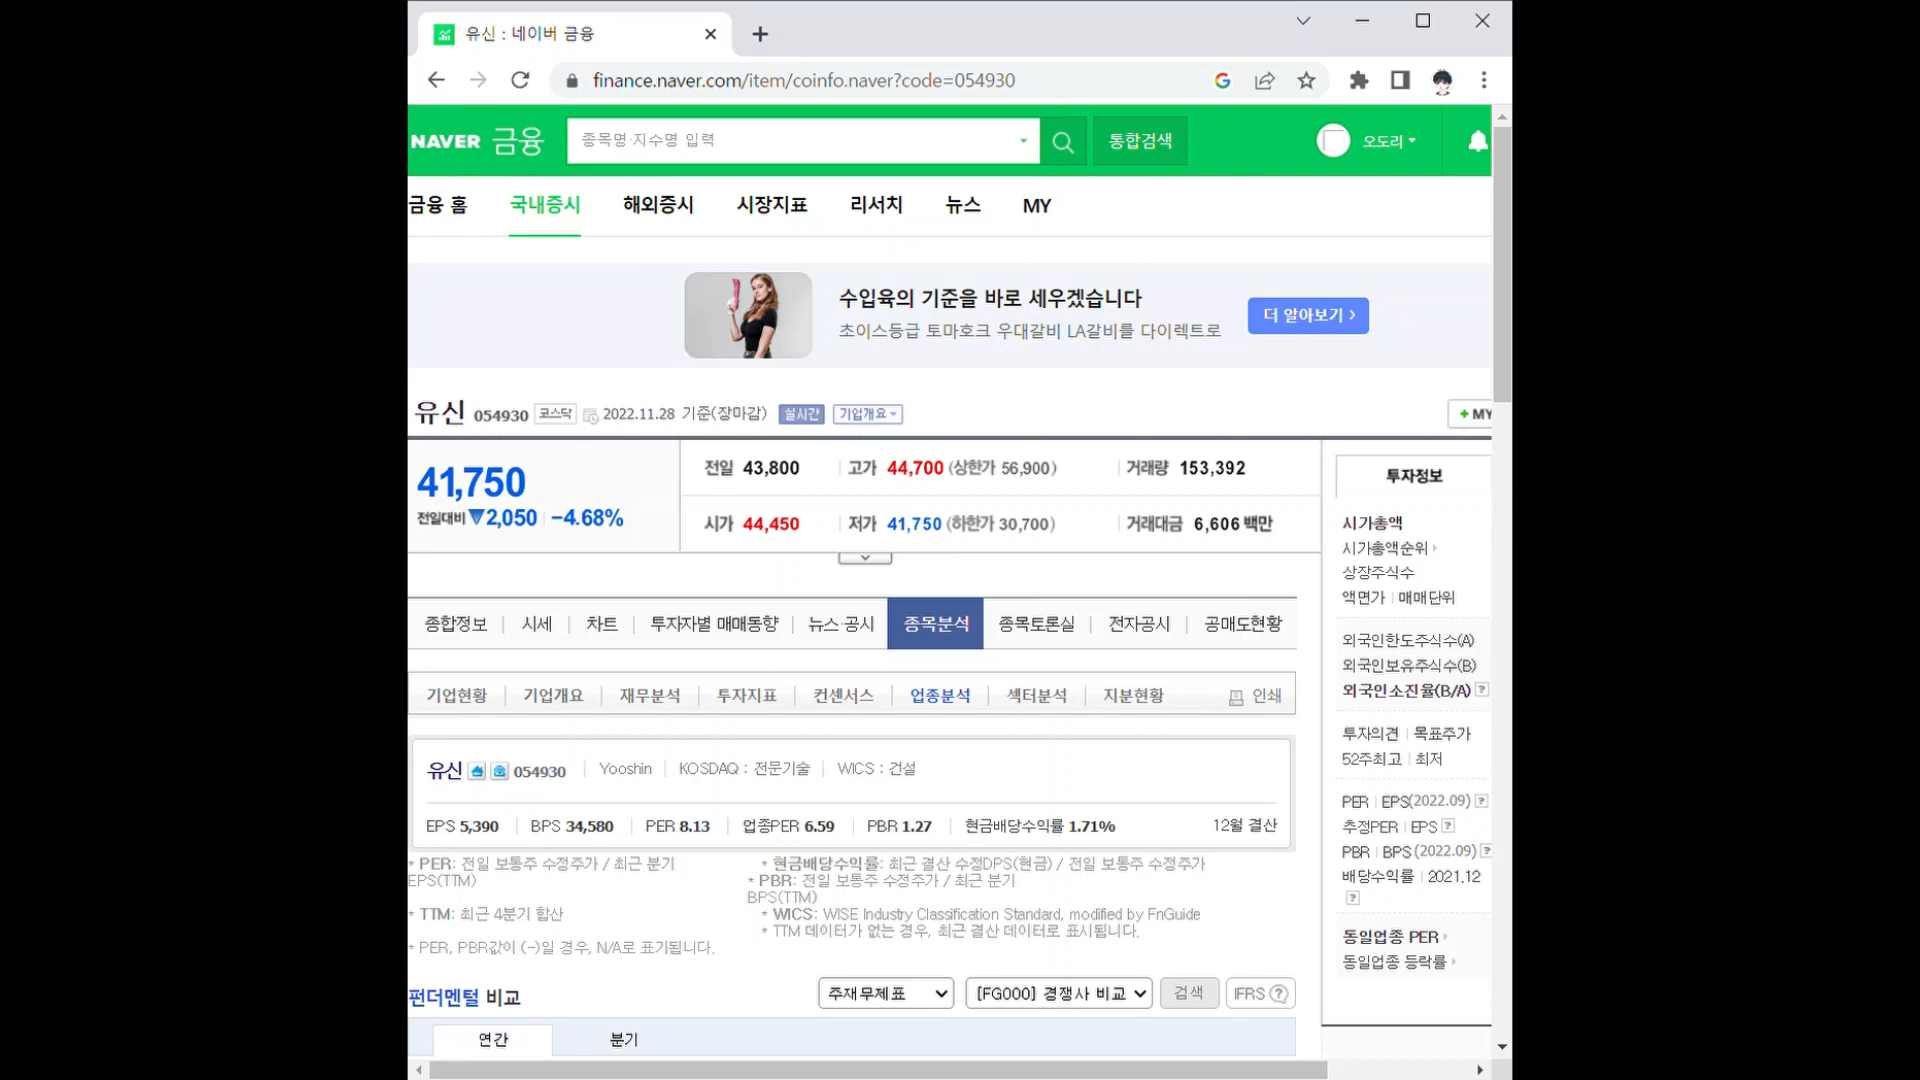 유신 : 네이버 금융
finance.naver.com/item/coinfo.naver?code=054930
NAVER 금융 종목명·지수명 입력 통합검색 오도리
금융 홈 국내증시 해외증시 시장지표 리서치 뉴스 MY
수입육의 기준을 바로 세우겠습니다
초이스등급 토마호크 우대갈비 LA갈비를 다이렉트로
더 알아보기 >
유신 054930 코스닥 2022.11.28 기준(장마감) 실시간 기업개요
+ MY
41,750
전일대비 ▼2,050 -4.68%
전일 43,800 고가 44,700 (상한가 56,900) 거래량 153,392
시가 44,450 저가 41,750 (하한가 30,700) 거래대금 6,606 백만
종합정보 시세 차트 투자자별 매매동향 뉴스·공시 종목분석 종목토론실 전자공시 공매도현황
기업현황 기업개요 재무분석 투자지표 컨센서스 업종분석 섹터분석 지분현황 인쇄
유신 054930 Yooshin KOSDAQ : 전문기술 WICS : 건설
EPS 5,390 BPS 34,580 PER 8.13 업종PER 6.59 PBR 1.27 현금배당수익률 1.71% 12월 결산
* PER: 전일 보통주 수정주가 / 최근 분기
EPS(TTM)
* TTM: 최근 4분기 합산
* PER, PBR값이 (-)일 경우, N/A로 표기됩니다.
* 현금배당수익률: 최근 결산 수정DPS(현금) / 전일 보통주 수정주가
* PBR: 전일 보통주 수정주가 / 최근 분기
BPS(TTM)
* WICS: WISE Industry Classification Standard, modified by FnGuide
* TTM 데이터가 없는 경우, 최근 결산 데이터로 표시됩니다.
펀더멘털 비교 주재무제표 [FG000] 경쟁사 비교 검색 IFRS ?
연간 분기
투자정보
시가총액
시가총액순위
상장주식수
액면가 매매단위
외국인한도주식수(A)
외국인보유주식수(B)
외국인소진율(B/A) ?
투자의견 목표주가
52주최고 최저
PER EPS(2022.09) ?
추정PER EPS ?
PBR BPS (2022.09) ?
배당수익률 2021.12
?
동일업종 PER
동일업종 등락률